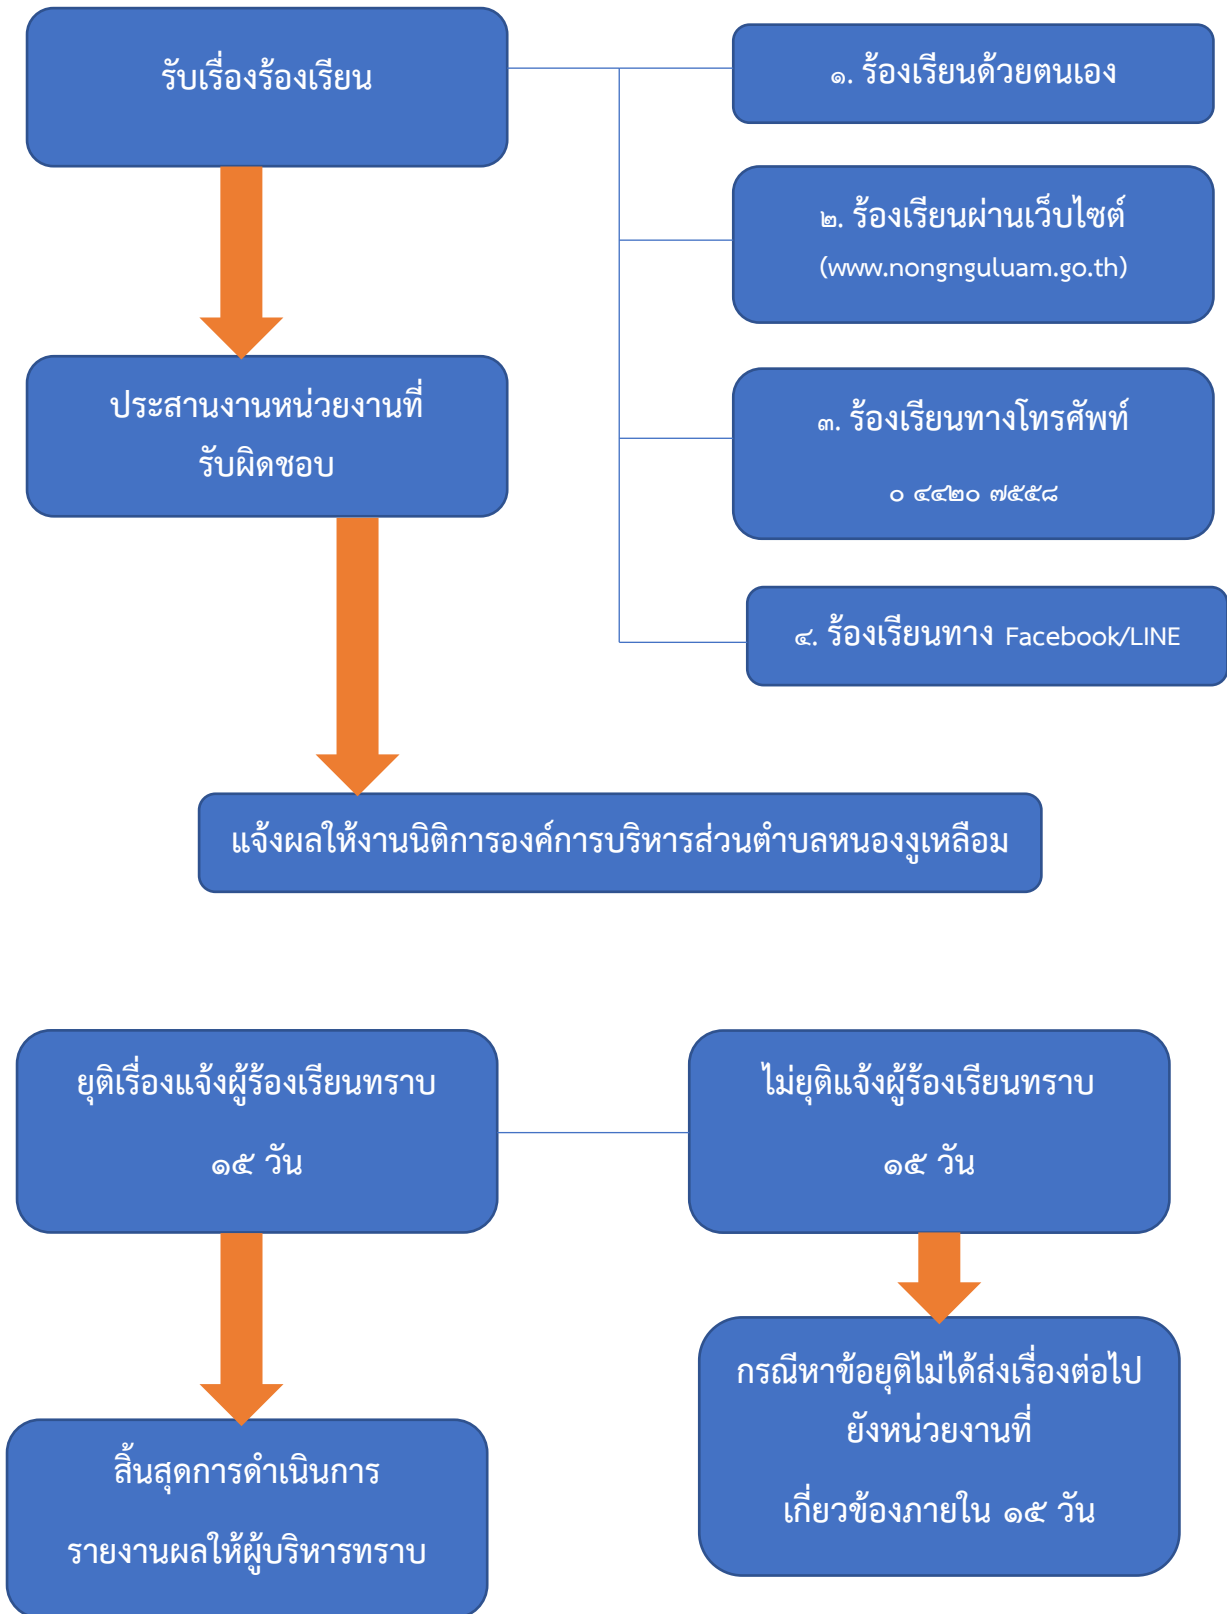 รับเรื่องร้องเรียน
๑. ร้องเรียนด้วยตนเอง
๒. ร้องเรียนผ่านเว็บไซต์
(www.nongnguluam.go.th)
ประสานงานหน่วยงานที่
รับผิดชอบ
๓. ร้องเรียนทางโทรศัพท์
๐ ๔๔๒๐ ๗๕๕๘
๔. ร้องเรียนทาง Facebook/LINE
แจ้งผลให้งานนิติการองค์การบริหารส่วนตำบลหนองงูเหลือม
ยุติเรื่องแจ้งผู้ร้องเรียนทราบ
๑๕ วัน
ไม่ยุติแจ้งผู้ร้องเรียนทราบ
๑๕ วัน
กรณีหาข้อยุติไม่ได้ส่งเรื่องต่อไป
ยังหน่วยงานที่
เกี่ยวข้องภายใน ๑๕ วัน
สิ้นสุดการดำเนินการ
รายงานผลให้ผู้บริหารทราบ